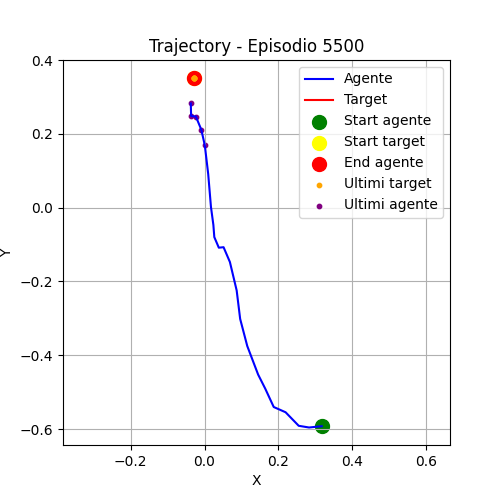 Trajectory - Episodio 5500
Agente
Target
Start agente
Start target
End agente
Ultimi target
Ultimi agente
0.4
0.2
0.0
−0.2
−0.4
−0.6
Y
−0.2
0.0
0.2
0.4
0.6
X